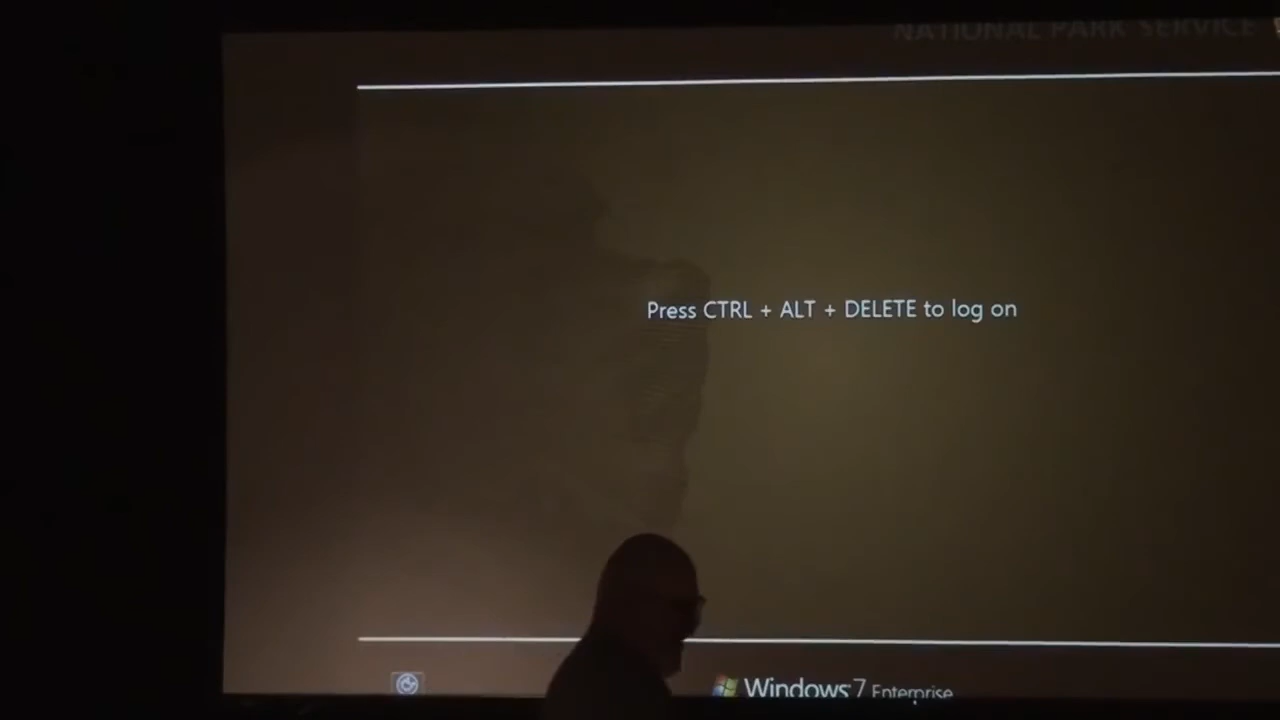 NATIONAL PARK SERVICE
Press CTRL + ALT + DELETE to log on
Windows 7 Enterprise